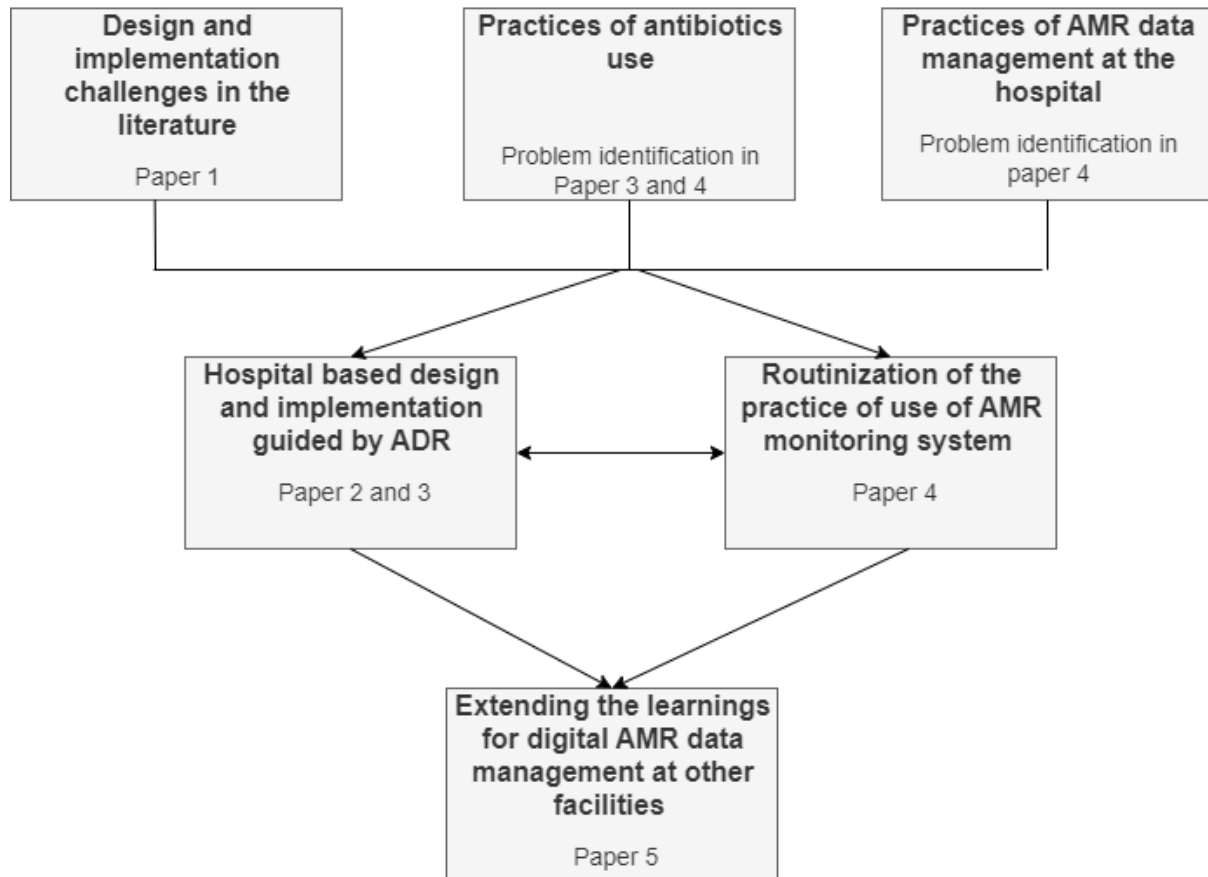 Design and
implementation
challenges in the
literature
Paper 1
Practices of antibiotics
use
Problem identification in
Paper 3 and 4
Practices of AMR data
management at the
hospital
Problem identification in
paper 4
Hospital based design
and implementation
guided by ADR
Paper 2 and 3
Routinization of the
practice of use of AMR
monitoring system
Paper 4
Extending the learnings
for digital AMR data
management at other
facilities
Paper 5